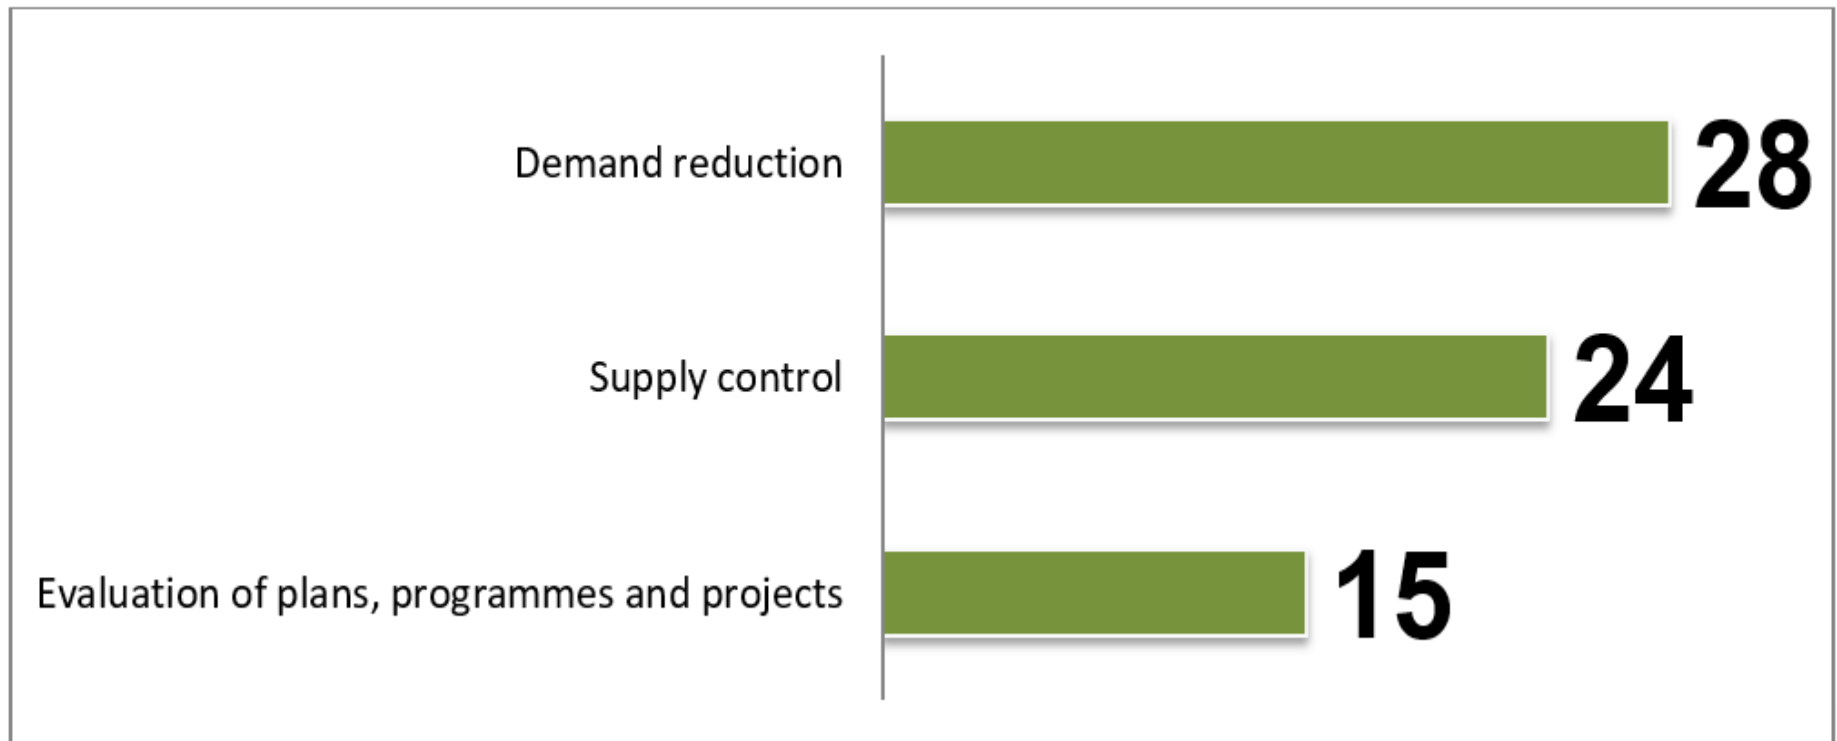 Demand reduction 28
Supply control 24
Evaluation of plans, programmes and projects 15